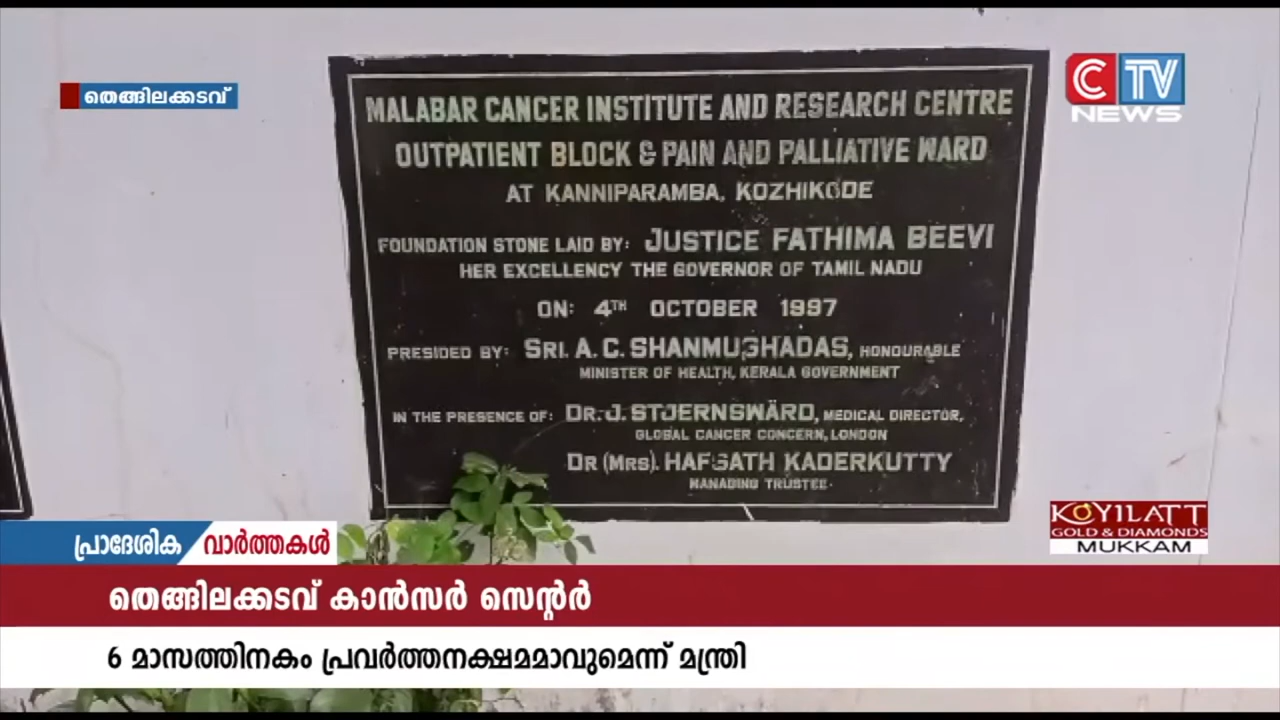 തെങ്ങിലക്കടവ്
CTV
NEWS
MALABAR CANCER INSTITUTE AND RESEARCH CENTRE
OUTPATIENT BLOCK & PAIN AND PALLIATIVE WARD
AT KANNIPARAMBA, KOZHIKODE
FOUNDATION STONE LAID BY: JUSTICE FATHIMA BEEVI
HER EXCELLENCY THE GOVERNOR OF TAMIL NADU
ON: 4TH OCTOBER 1997
PRESIDED BY: SRI. A. C. SHANMUGHADAS, HONOURABLE
MINISTER OF HEALTH, KERALA GOVERNMENT
IN THE PRESENCE OF: DR. J. STJERNSWÄRD, MEDICAL DIRECTOR,
GLOBAL CANCER CONCERN, LONDON
DR (MRS). HAFSATH KADERKUTTY
MANAGING TRUSTEE.
KOYILATT
GOLD & DIAMONDS
MUKKAM
പ്രാദേശിക വാർത്തകൾ
തെങ്ങിലക്കടവ് കാൻസർ സെന്റർ
6 മാസത്തിനകം പ്രവർത്തനക്ഷമമാവുമെന്ന് മന്ത്രി